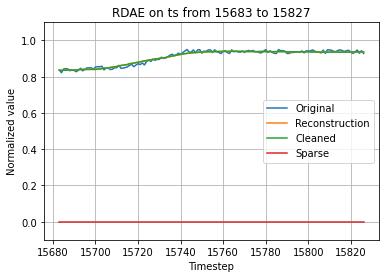 RDAE on ts from 15683 to 15827
Normalized value
1.0
0.8
0.6
0.4
0.2
0.0
Original
Reconstruction
Cleaned
Sparse
15680 15700 15720 15740 15760 15780 15800 15820
Timestep